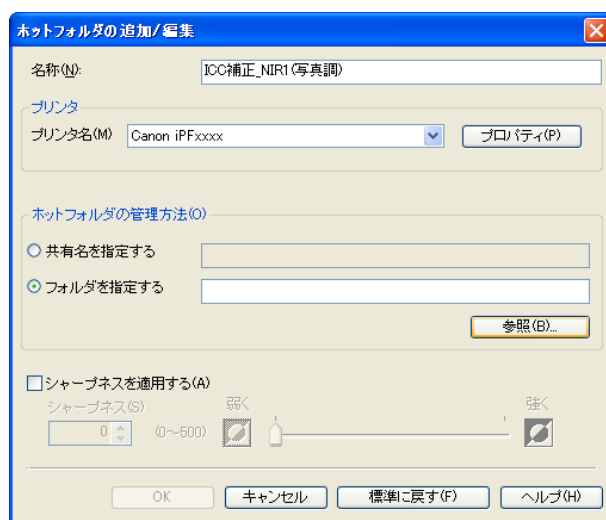 ホットフォルダの追加/編集
名称(N): ICC補正_NIR1(写真調)
プリンタ
プリンタ名(M) Canon iPFxxxx プロパティ(P)
ホットフォルダの管理方法(O)
共有名を指定する
フォルダを指定する
参照(B)...
シャープネスを適用する(A)
シャープネス(S) 弱く 強く
0 (0～500)
OK キャンセル 標準に戻す(F) ヘルプ(H)